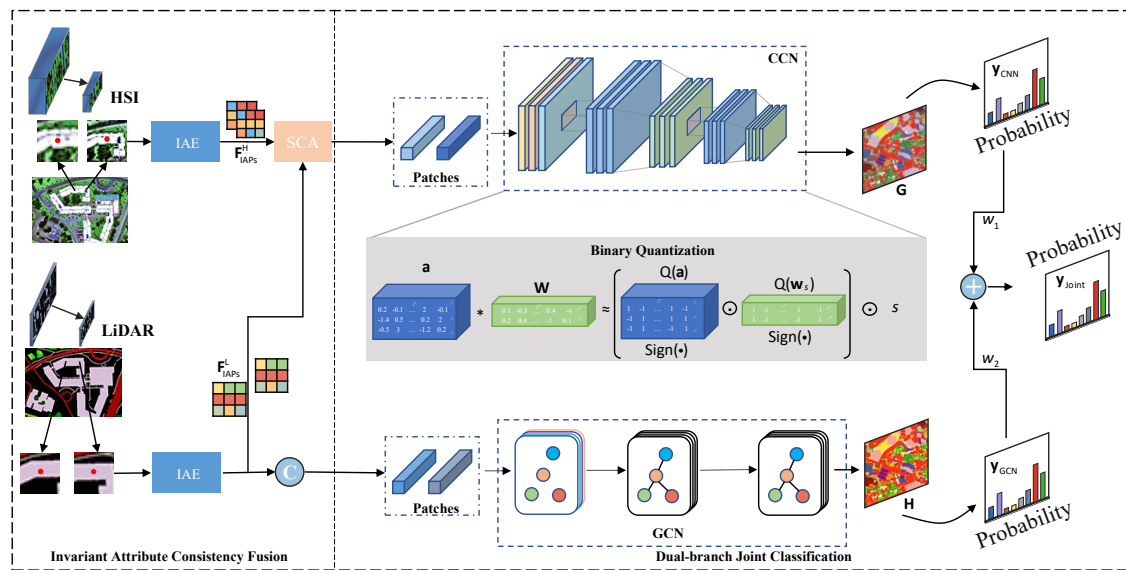 HSI
IAE
F^H_IAPs
SCA
LiDAR
F^L_IAPs
IAE
C
Invariant Attribute Consistency Fusion
Patches
CCN
G
y_CNN
Probability
w_1
Binary Quantization
a
0.2 -0.1 ... 2 -0.1
-1.4 0.5 ... 0.2 2
-0.5 3 ... -1.2 0.2
*
W
0.1 -0.3 ... 0.4 -6
0.2 0.4 ... -1 0.1
≈
Q(a)
1 -1 ... 1 -1
-1 1 ... 1 1
-1 1 ... -1 1
Sign(•)
⊙
Q(w_s)
1 -1 ... 1 -1
1 1 ... -1 1
Sign(•)
⊙ s
+
Probability
y_Joint
w_2
Patches
GCN
H
y_GCN
Probability
Dual-branch Joint Classification